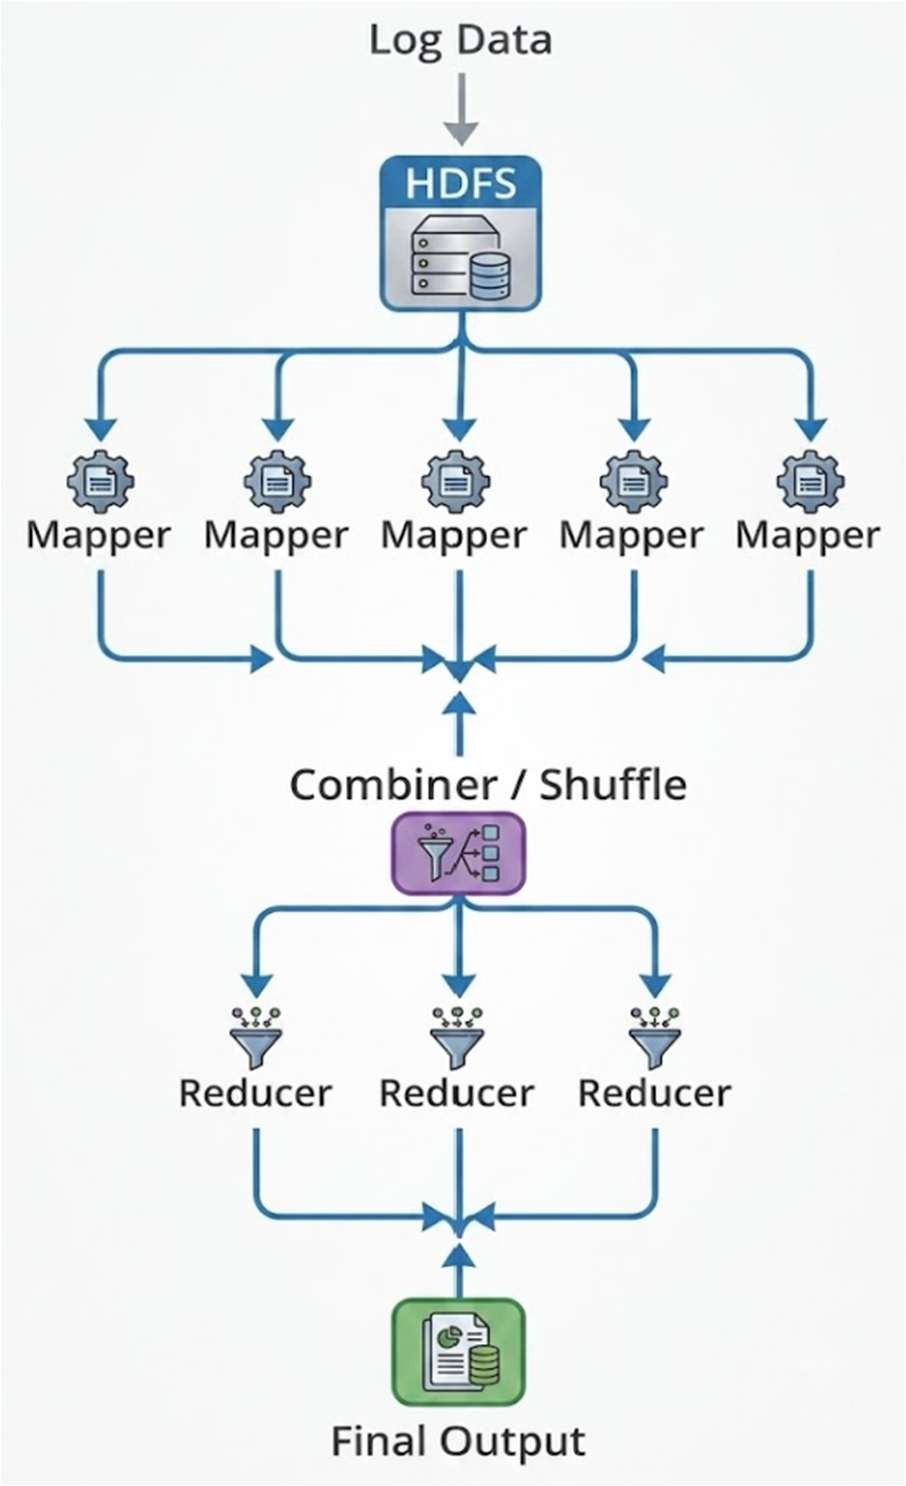 Log Data
HDFS
Mapper Mapper Mapper Mapper Mapper
Combiner / Shuffle
Reducer Reducer Reducer
Final Output